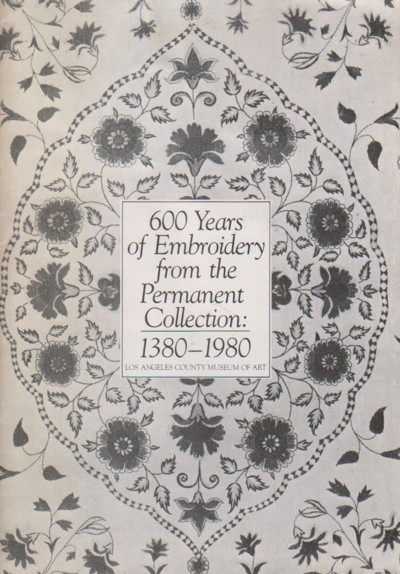 600 Years
of Embroidery
from the
Permanent
Collection:
1380–1980
LOS ANGELES COUNTY MUSEUM OF ART